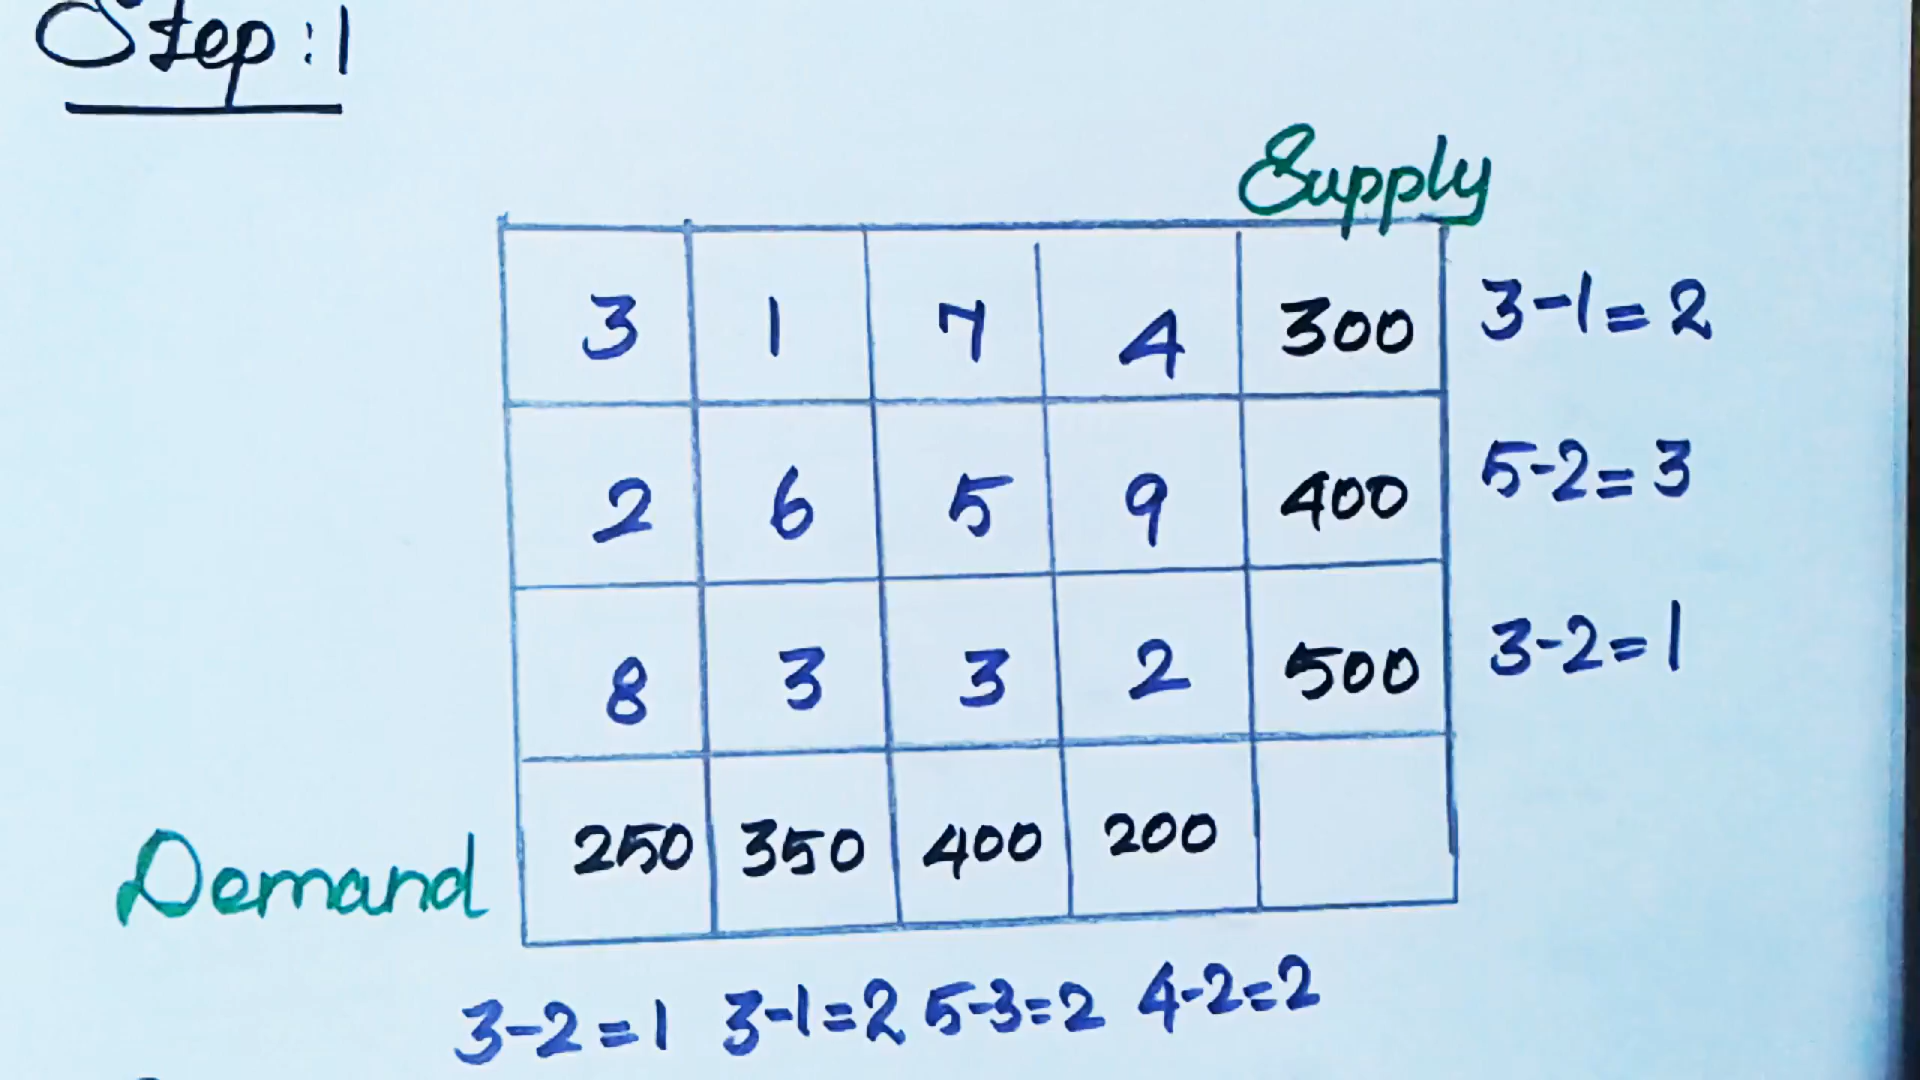 Step:1
Supply
3 1 7 4 300 3-1=2
2 6 5 9 400 5-2=3
8 3 3 2 500 3-2=1
Demand 250 350 400 200
3-2=1 3-1=2 5-3=2 4-2=2